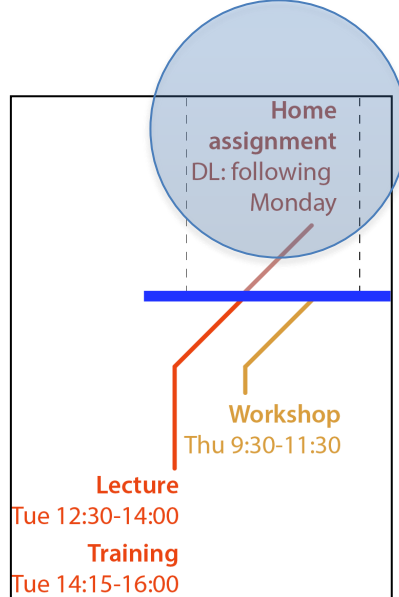 Home
assignment
DL: following
Monday
Workshop
Thu 9:30-11:30
Lecture
Tue 12:30-14:00
Training
Tue 14:15-16:00